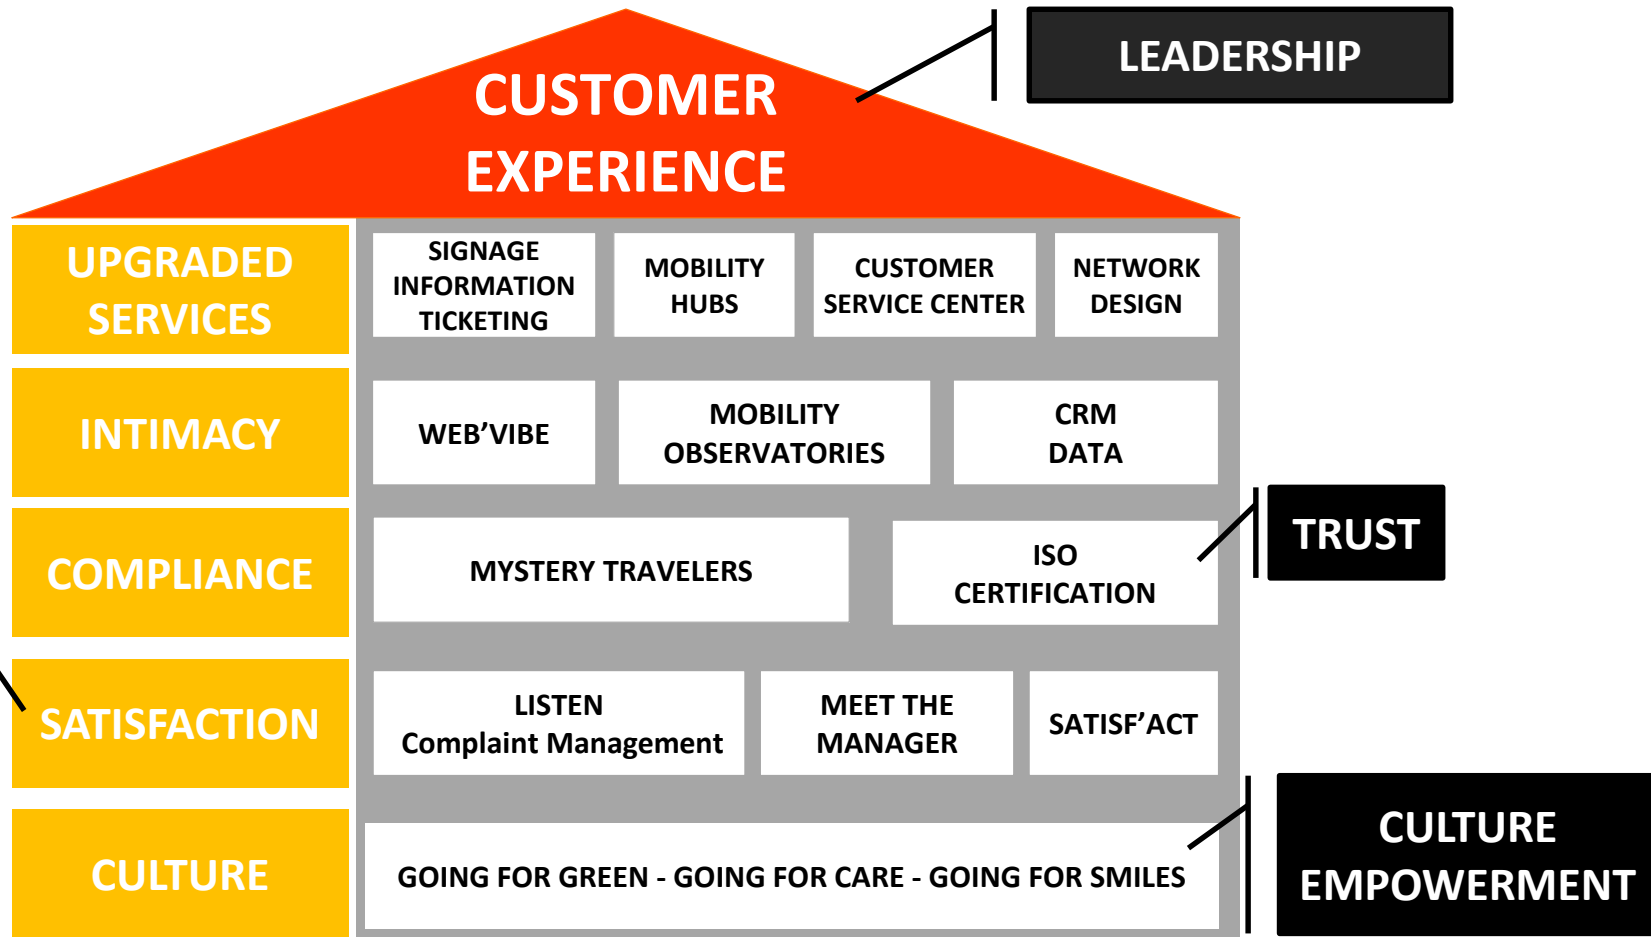 CUSTOMER
EXPERIENCE
LEADERSHIP
UPGRADED
SERVICES
SIGNAGE
INFORMATION
TICKETING
MOBILITY
HUBS
CUSTOMER
SERVICE CENTER
NETWORK
DESIGN
INTIMACY
WEB’VIBE
MOBILITY
OBSERVATORIES
CRM
DATA
COMPLIANCE
MYSTERY TRAVELERS
ISO
CERTIFICATION
TRUST
SATISFACTION
LISTEN
Complaint Management
MEET THE
MANAGER
SATISF’ACT
CULTURE
GOING FOR GREEN - GOING FOR CARE - GOING FOR SMILES
CULTURE
EMPOWERMENT